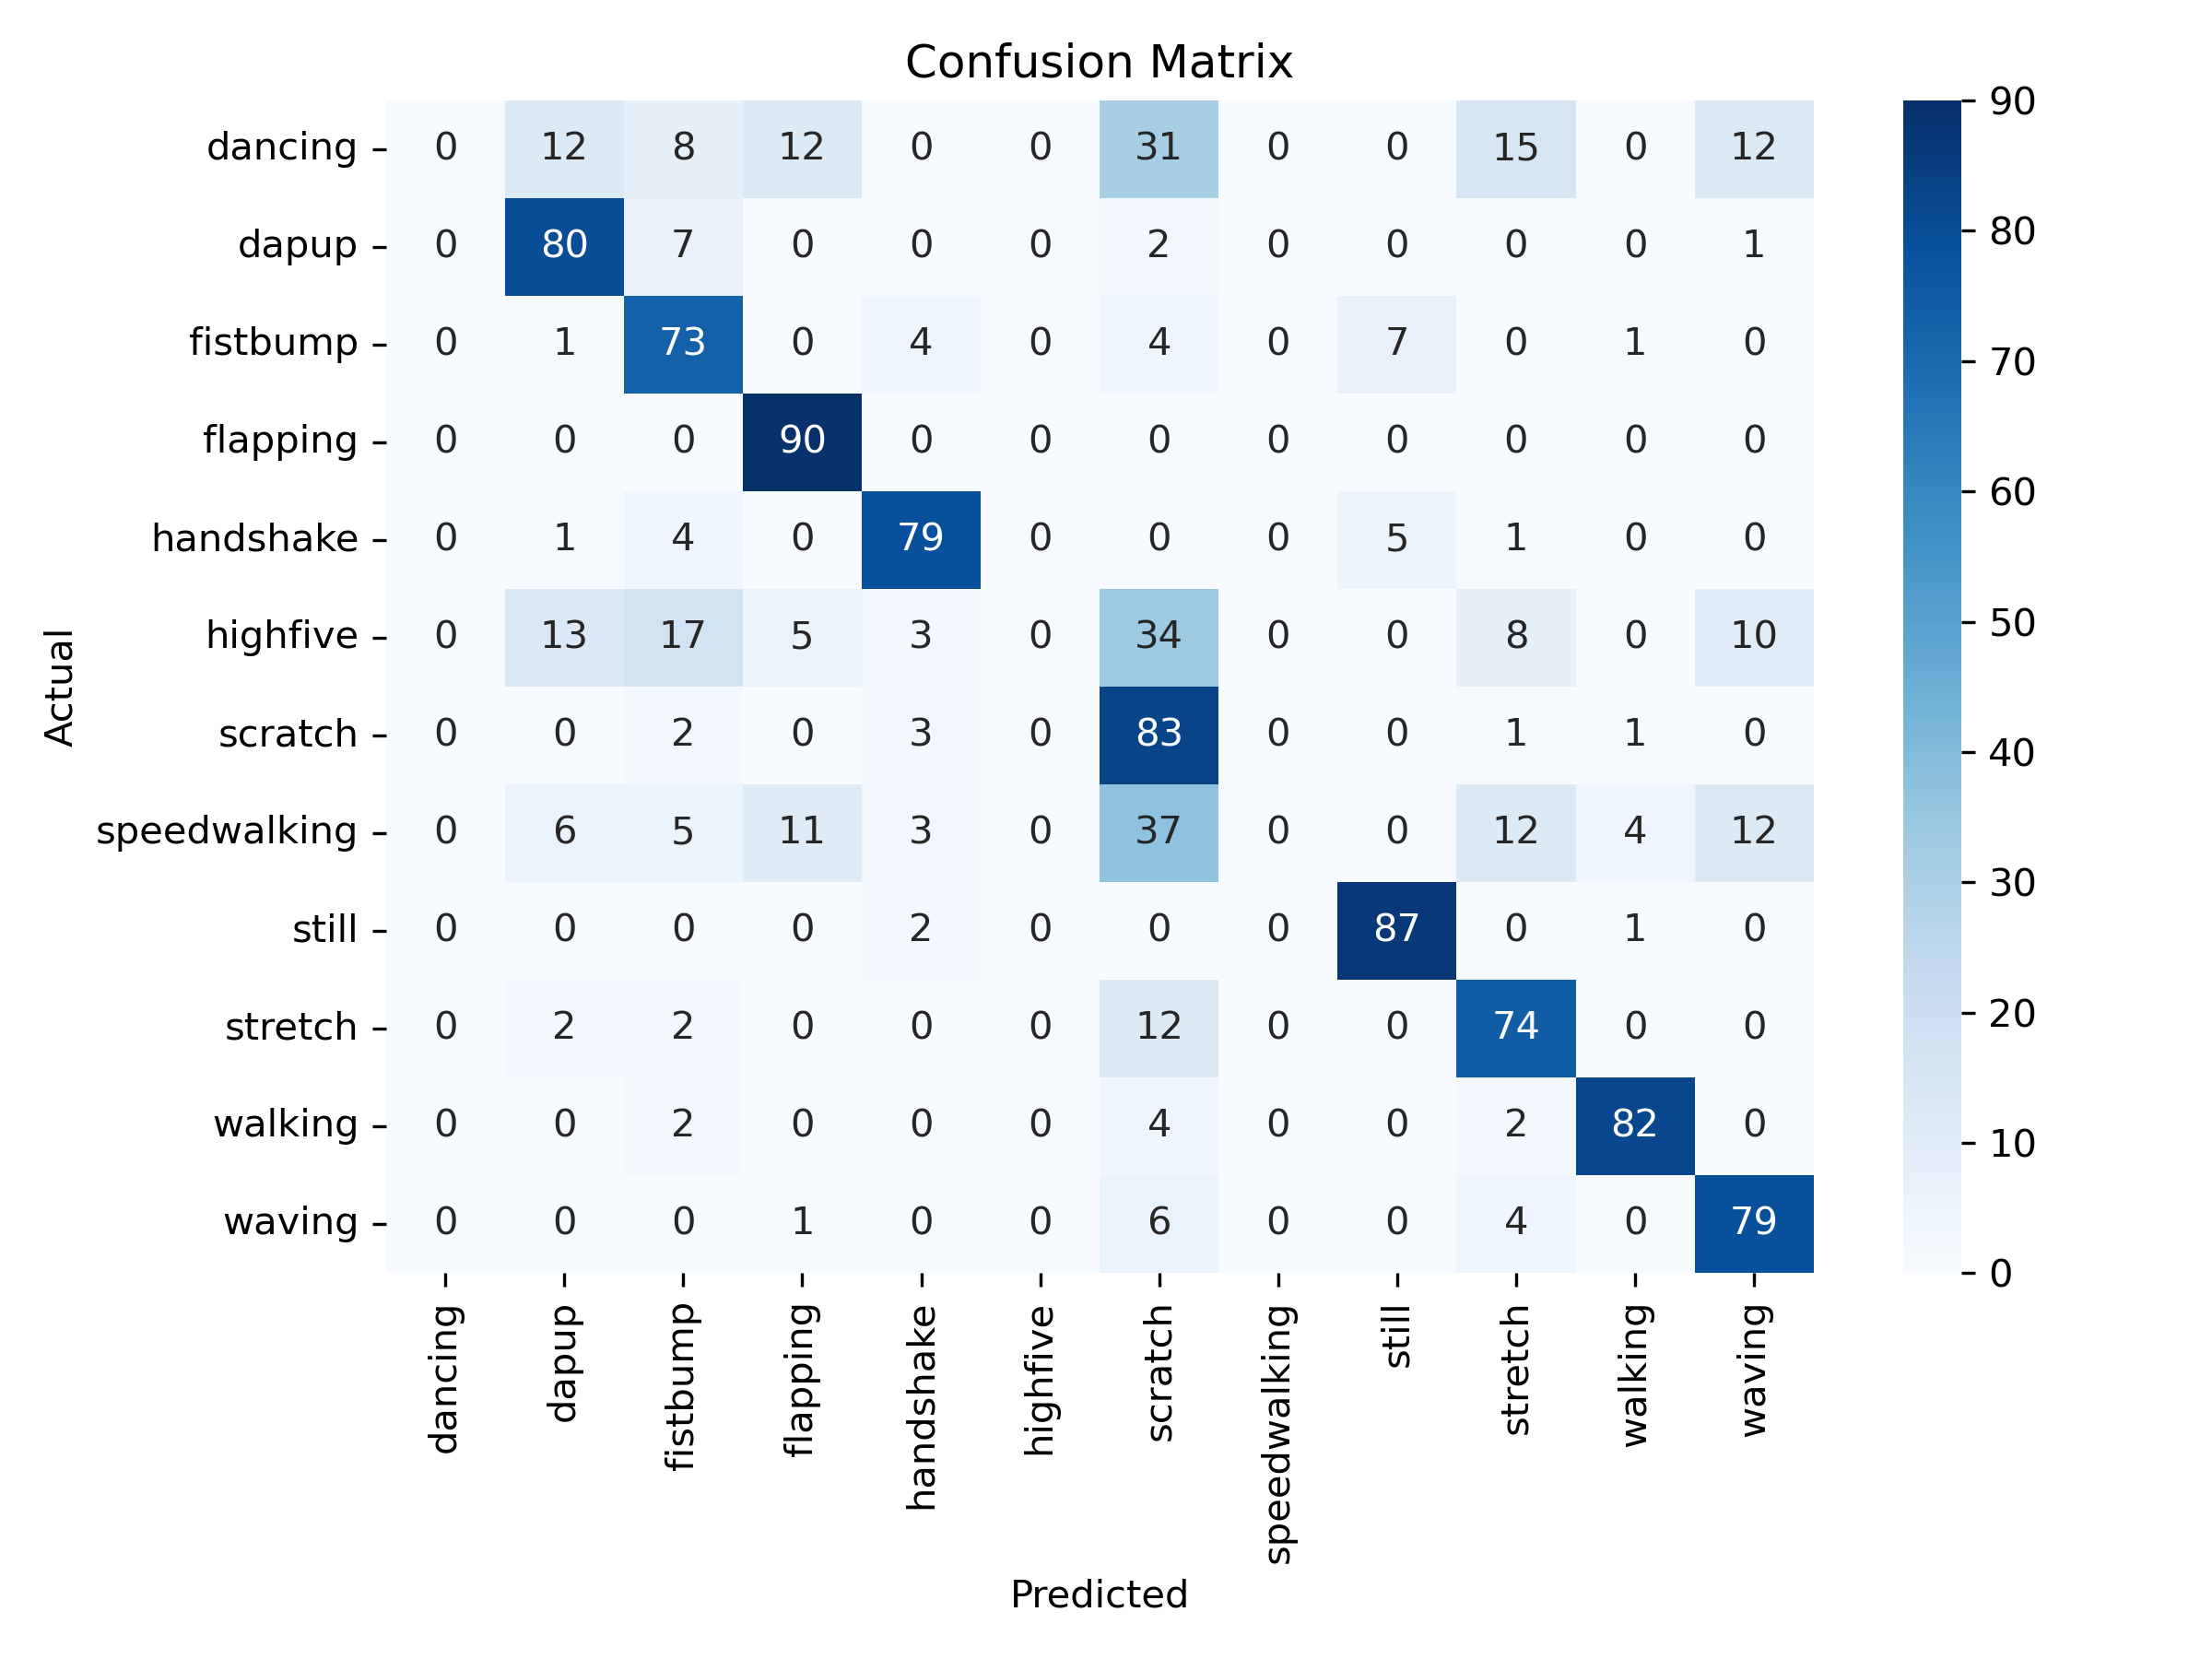 Confusion Matrix
dancing 0 12 8 12 0 0 31 0 0 15 0 12
dapup 0 80 7 0 0 0 2 0 0 0 0 1
fistbump 0 1 73 0 4 0 4 0 7 0 1 0
flapping 0 0 0 90 0 0 0 0 0 0 0 0
handshake 0 1 4 0 79 0 0 0 5 1 0 0
highfive 0 13 17 5 3 0 34 0 0 8 0 10
scratch 0 0 2 0 3 0 83 0 0 1 1 0
speedwalking 0 6 5 11 3 0 37 0 0 12 4 12
still 0 0 0 0 2 0 0 0 87 0 1 0
stretch 0 2 2 0 0 0 12 0 0 74 0 0
walking 0 0 2 0 0 0 4 0 0 2 82 0
waving 0 0 0 1 0 0 6 0 0 4 0 79
Actual
dancing dapup fistbump flapping handshake highfive scratch speedwalking still stretch walking waving
Predicted
90
80
70
60
50
40
30
20
10
0